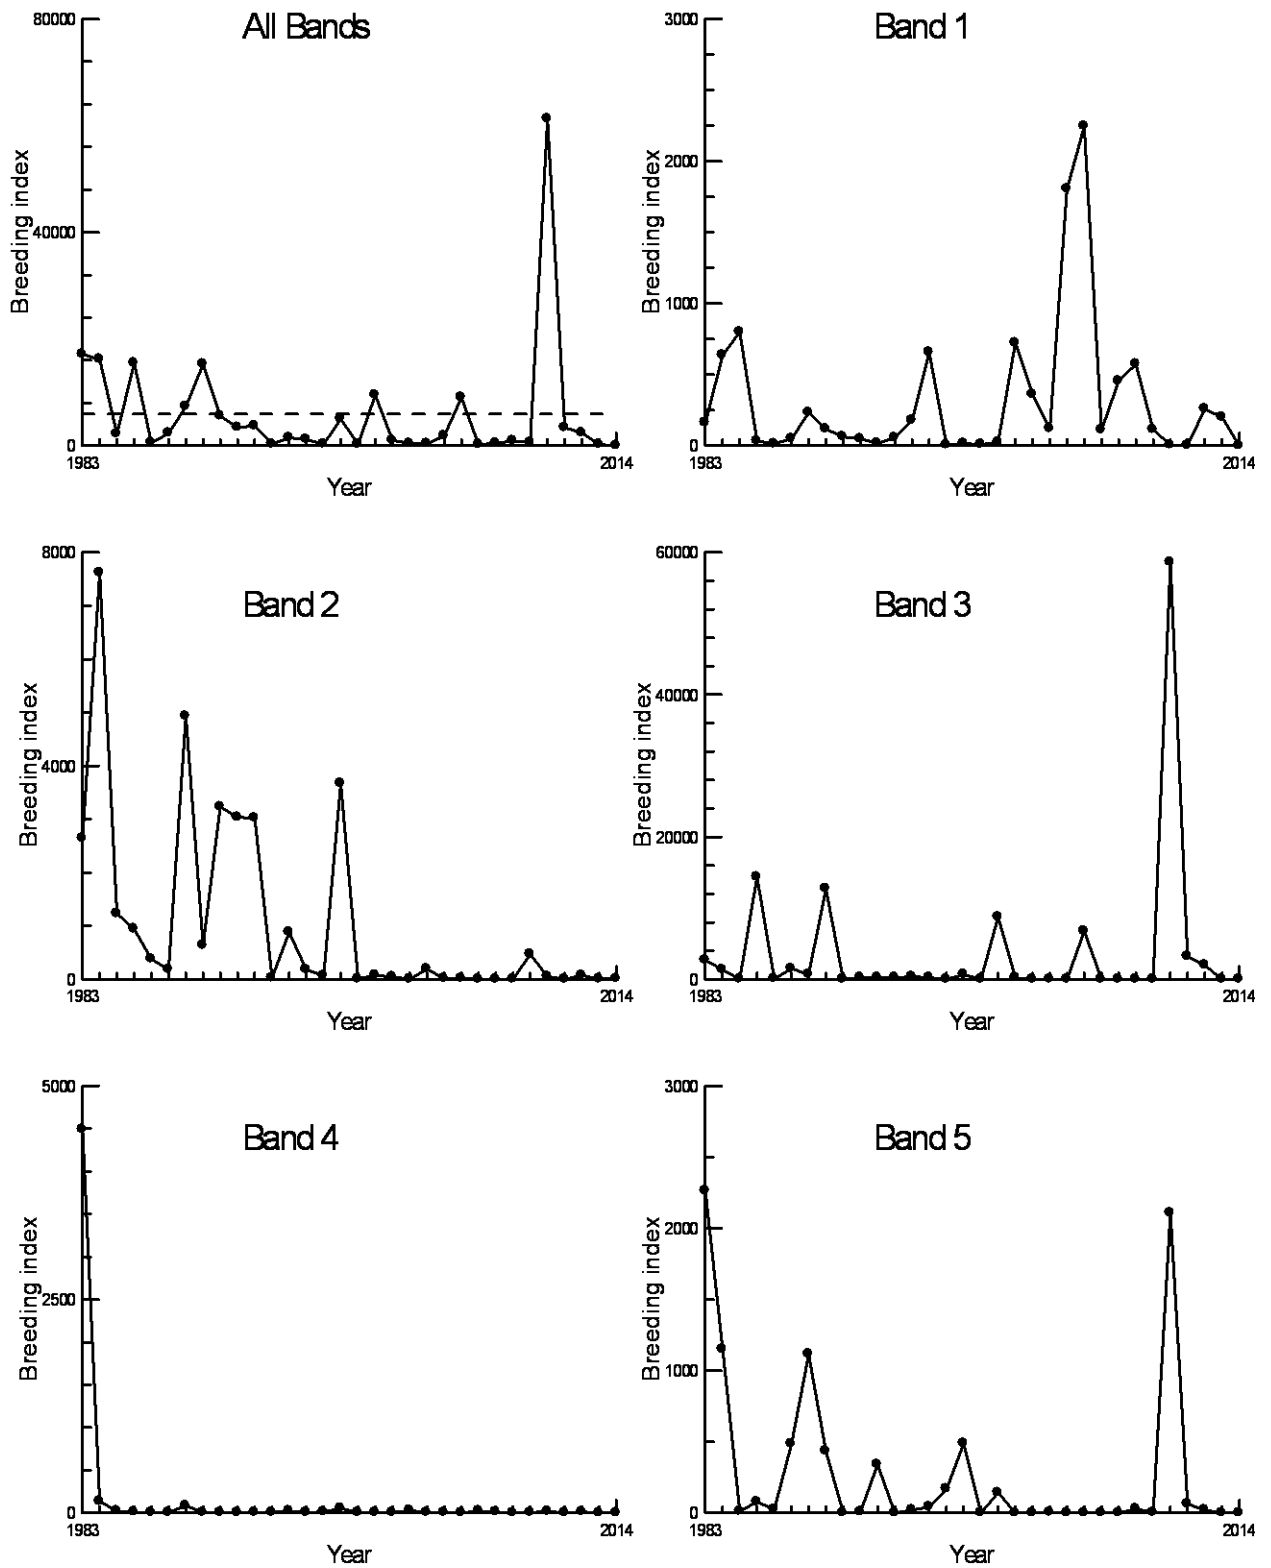 All Bands
80000
40000
0
Breeding index
1983
2014
Year
Band 1
3000
2000
1000
0
Breeding index
1983
2014
Year
Band 2
8000
4000
0
Breeding index
1983
2014
Year
Band 3
60000
40000
20000
0
Breeding index
1983
2014
Year
Band 4
5000
2500
0
Breeding index
1983
2014
Year
Band 5
3000
2000
1000
0
Breeding index
1983
2014
Year